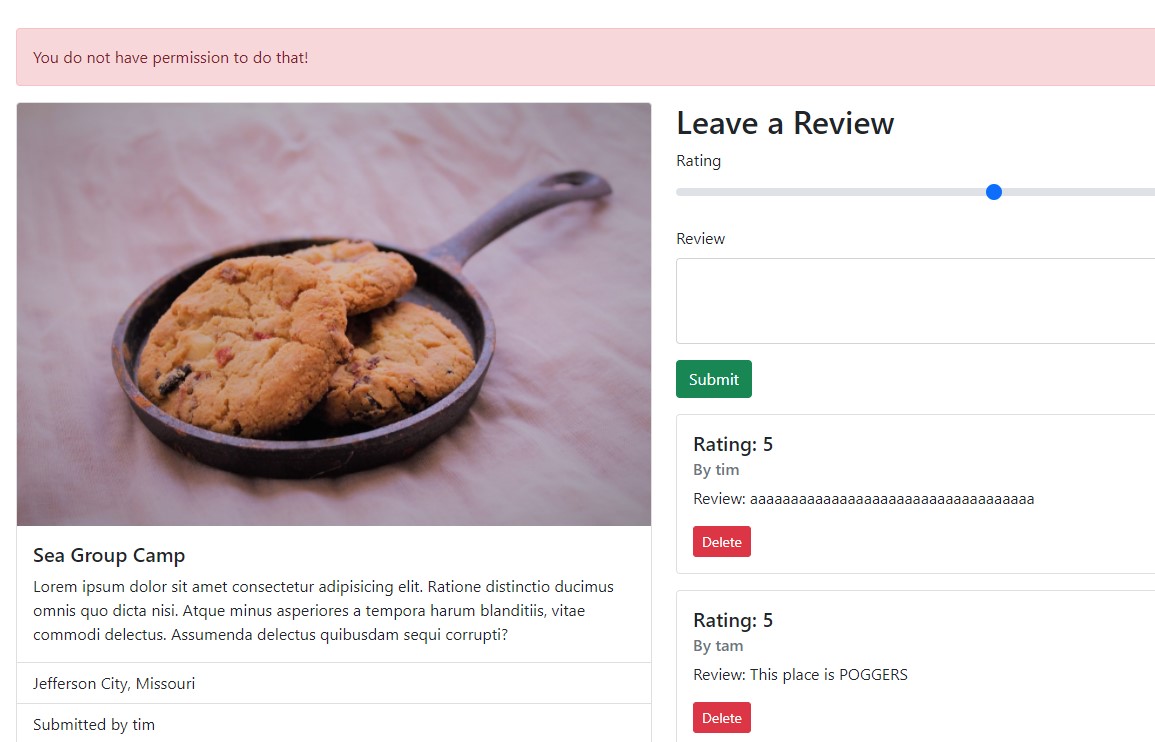 You do not have permission to do that!
Sea Group Camp
Lorem ipsum dolor sit amet consectetur adipisicing elit. Ratione distinctio ducimus
omnis quo dicta nisi. Atque minus asperiores a tempora harum blanditiis, vitae
commodi delectus. Assumenda delectus quibusdam sequi corrupti?
Jefferson City, Missouri
Submitted by tim
Leave a Review
Rating
Review
Submit
Rating: 5
By tim
Review: aaaaaaaaaaaaaaaaaaaaaaaaaaaaaaaaaaa
Delete
Rating: 5
By tam
Review: This place is POGGERS
Delete